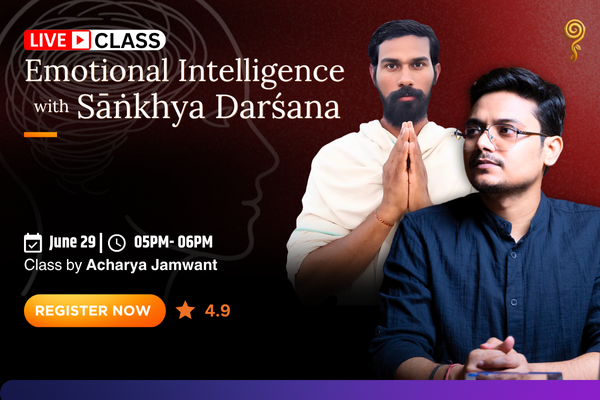 LIVE CLASS
Emotional Intelligence
with Sāṅkhya Darśana
June 29 | 05PM- 06PM
Class by Acharya Jamwant
REGISTER NOW 4.9